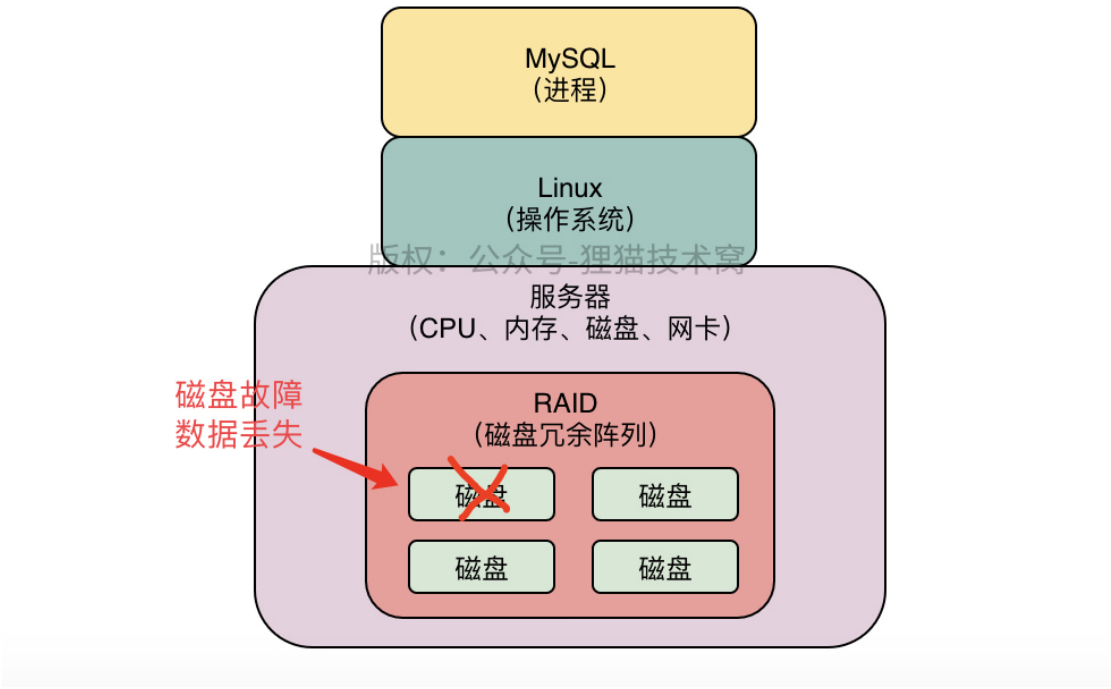 MySQL
（进程）
Linux
（操作系统）
版权：公众号-狸猫技术窝
服务器
（CPU、内存、磁盘、网卡）
磁盘故障
数据丢失
RAID
（磁盘冗余阵列）
磁盘
磁盘
磁盘
磁盘